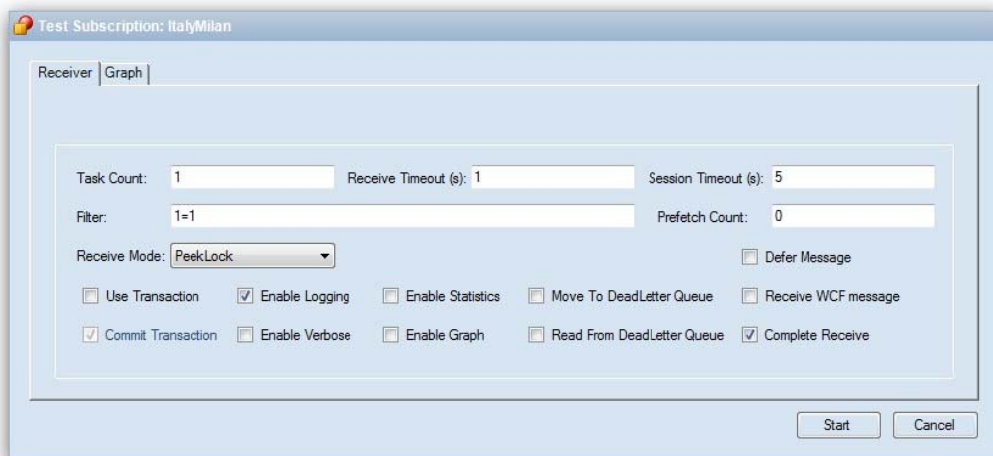 Test Subscription: ItalyMilan
Receiver Graph
Task Count: 1 Receive Timeout (s): 1 Session Timeout (s): 5
Filter: 1=1 Prefetch Count: 0
Receive Mode: PeekLock Defer Message
Use Transaction Enable Logging Enable Statistics Move To DeadLetter Queue Receive WCF message
Commit Transaction Enable Verbose Enable Graph Read From DeadLetter Queue Complete Receive
Start Cancel